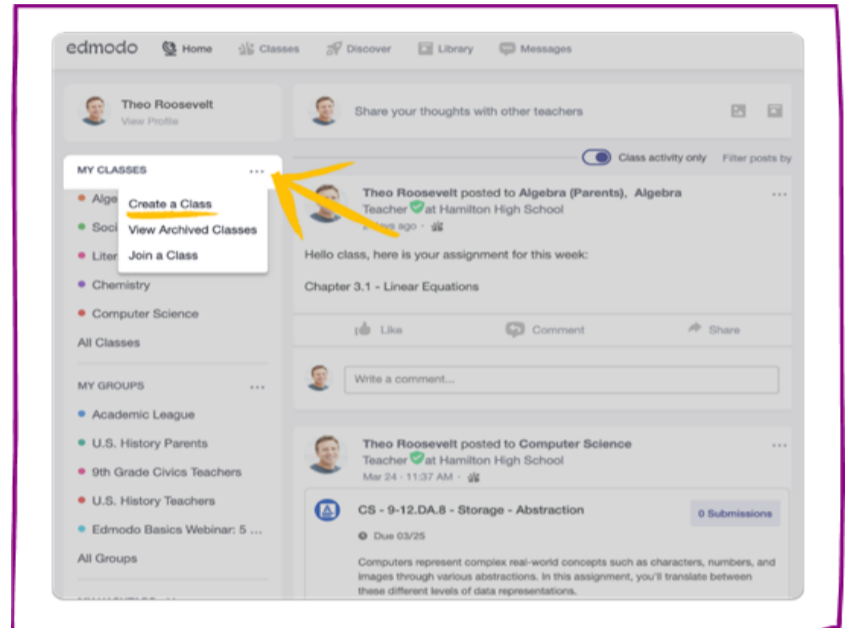 edmodo Home Classes Discover Library Messages
Theo Roosevelt
View Profile
Share your thoughts with other teachers
Class activity only Filter posts by
MY CLASSES
Create a Class
View Archived Classes
Join a Class
Alge
Soci
Liter
Chemistry
Computer Science
All Classes
MY GROUPS
Academic League
U.S. History Parents
9th Grade Civics Teachers
U.S. History Teachers
Edmodo Basics Webinar: 5 ...
All Groups
Theo Roosevelt posted to Algebra (Parents), Algebra
Teacher at Hamilton High School
days ago
Hello class, here is your assignment for this week:
Chapter 3.1 - Linear Equations
Like Comment Share
Write a comment...
Theo Roosevelt posted to Computer Science
Teacher at Hamilton High School
Mar 24 · 11:37 AM ·
CS - 9-12.DA.8 - Storage - Abstraction
0 Submissions
Due 03/25
Computers represent complex real-world concepts such as characters, numbers, and
images through various abstractions. In this assignment, you'll translate between
these different levels of data representations.